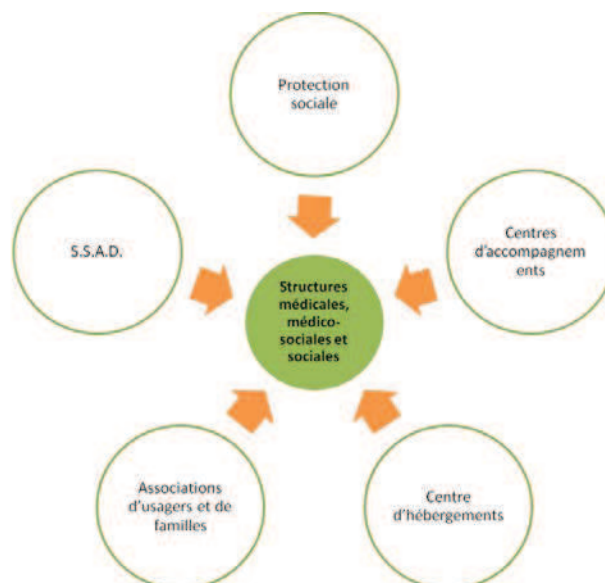 Protection
sociale
S.S.A.D.
Centres
d'accompagnem
ents
Structures
médicales,
médico-
sociales et
sociales
Associations
d'usagers et de
familles
Centre
d'hébergements